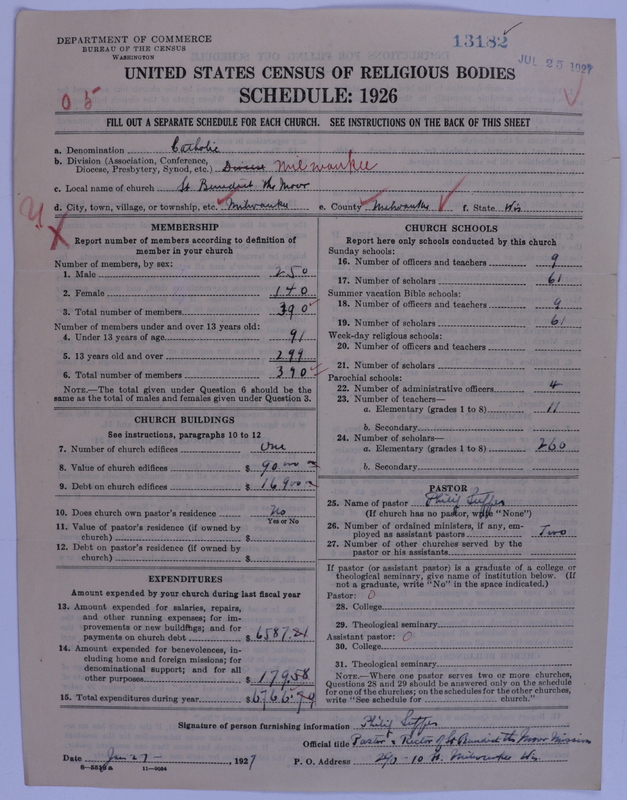 DEPARTMENT OF COMMERCE
BUREAU OF THE CENSUS
WASHINGTON
13182
JUL 25 1927
UNITED STATES CENSUS OF RELIGIOUS BODIES
SCHEDULE: 1926
05
FILL OUT A SEPARATE SCHEDULE FOR EACH CHURCH. SEE INSTRUCTIONS ON THE BACK OF THIS SHEET
a. Denomination Catholic
b. Division (Association, Conference, Diocese, Presbytery, Synod, etc.) Diocese Milwaukee
c. Local name of church St. Benedict the Moor
d. City, town, village, or township, etc. Milwaukee e. County Milwaukee f. State Wis
MEMBERSHIP
Report number of members according to definition of
member in your church
Number of members, by sex:
1. Male 250
2. Female 140
3. Total number of members 390
Number of members under and over 13 years old:
4. Under 13 years of age 91
5. 13 years old and over 299
6. Total number of members 390
NOTE.—The total given under Question 6 should be the
same as the total of males and females given under Question 3.
CHURCH BUILDINGS
See instructions, paragraphs 10 to 12
7. Number of church edifices One
8. Value of church edifices $
9. Debt on church edifices $
10. Does church own pastor's residence No
Yes or No
11. Value of pastor's residence (if owned by
church) $
12. Debt on pastor's residence (if owned by
church) $
EXPENDITURES
Amount expended by your church during last fiscal year
13. Amount expended for salaries, repairs,
and other running expenses; for im-
provements or new buildings; and for
payments on church debt $ 6587.21
14. Amount expended for benevolences, in-
cluding home and foreign missions; for
denominational support; and for all
other purposes $ 179.58
15. Total expenditures during year $ 6766.79
CHURCH SCHOOLS
Report here only schools conducted by this church
Sunday schools:
16. Number of officers and teachers 9
17. Number of scholars 61
Summer vacation Bible schools:
18. Number of officers and teachers 9
19. Number of scholars 61
Week-day religious schools:
20. Number of officers and teachers
21. Number of scholars
Parochial schools:
22. Number of administrative officers 4
23. Number of teachers—
a. Elementary (grades 1 to 8) 11
b. Secondary
24. Number of scholars—
a. Elementary (grades 1 to 8) 260
b. Secondary
PASTOR
25. Name of pastor Philip
(If church has no pastor, write "None")
26. Number of ordained ministers, if any, em-
ployed as assistant pastors Two
27. Number of other churches served by the
pastor or his assistants
If pastor (or assistant pastor) is a graduate of a college or
theological seminary, give name of institution below. (If
not a graduate, write "No" in the space indicated.)
Pastor: 0
28. College
29. Theological seminary
Assistant pastor: 0
30. College
31. Theological seminary
NOTE.—Where one pastor serves two or more churches,
Questions 28 and 29 should be answered only on the schedule
for one of the churches; on the schedules for the other churches,
write "See schedule for church."
Signature of person furnishing information Philip
Official title Pastor & Rector of St Benedict the Moor Mission
Date Jan 27 1927 P. O. Address 10 St. Milwaukee Wis.
11—9024